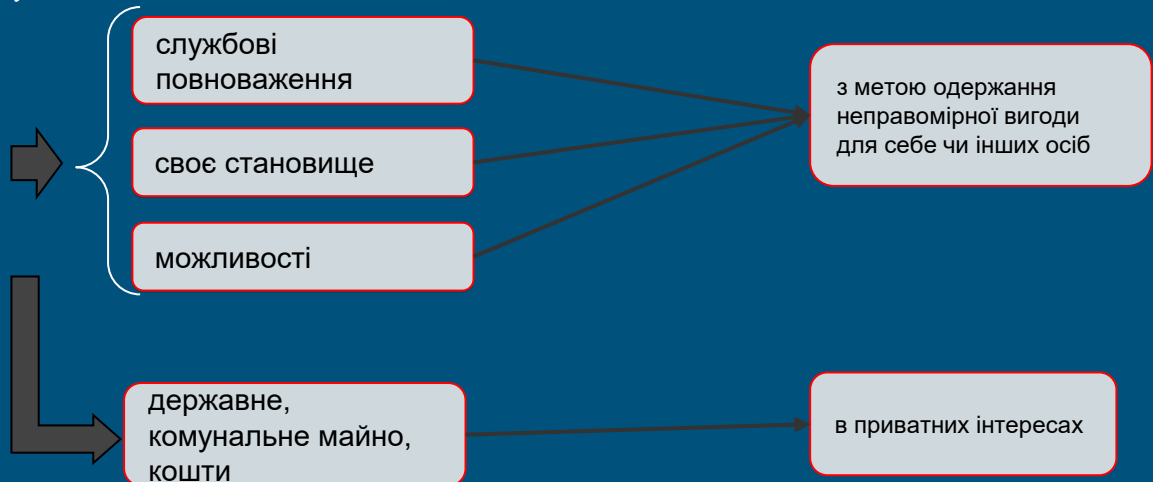 службові
повноваження
з метою одержання
неправомірної вигоди
для себе чи інших осіб
своє становище
можливості
державне,
комунальне майно,
кошти
в приватних інтересах